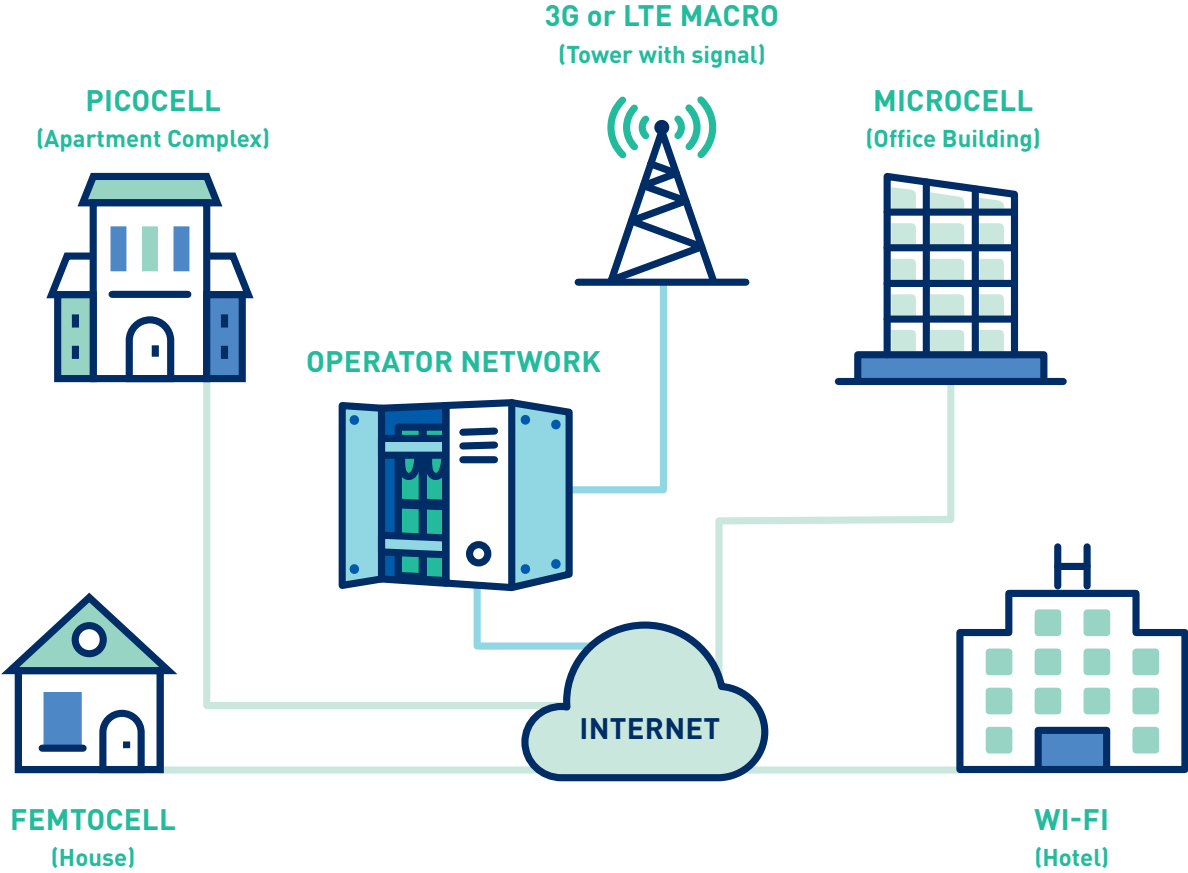 3G or LTE MACRO
(Tower with signal)
PICOCELL
(Apartment Complex)
MICROCELL
(Office Building)
OPERATOR NETWORK
H
INTERNET
FEMTOCELL
(House)
WI-FI
(Hotel)